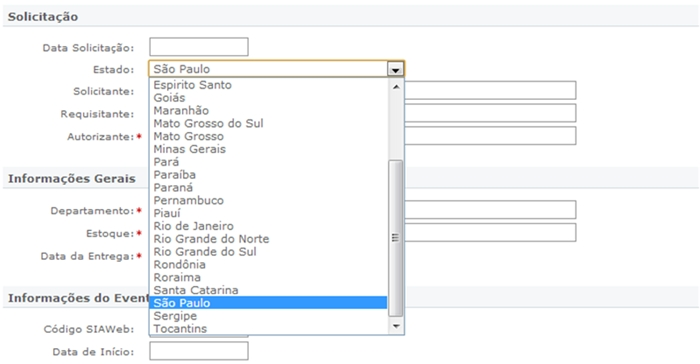 Solicitação
Data Solicitação:
Estado: São Paulo
Solicitante:
Requisitante:
Autorizante:*
Espirito Santo
Goiás
Maranhão
Mato Grosso do Sul
Mato Grosso
Minas Gerais
Pará
Paraíba
Paraná
Pernambuco
Piauí
Rio de Janeiro
Rio Grande do Norte
Rio Grande do Sul
Rondônia
Roraima
Santa Catarina
São Paulo
Sergipe
Tocantins
Informações Gerais
Departamento:*
Estoque:*
Data da Entrega:*
Informações do Even
Código SIAWeb:
Data de Início: